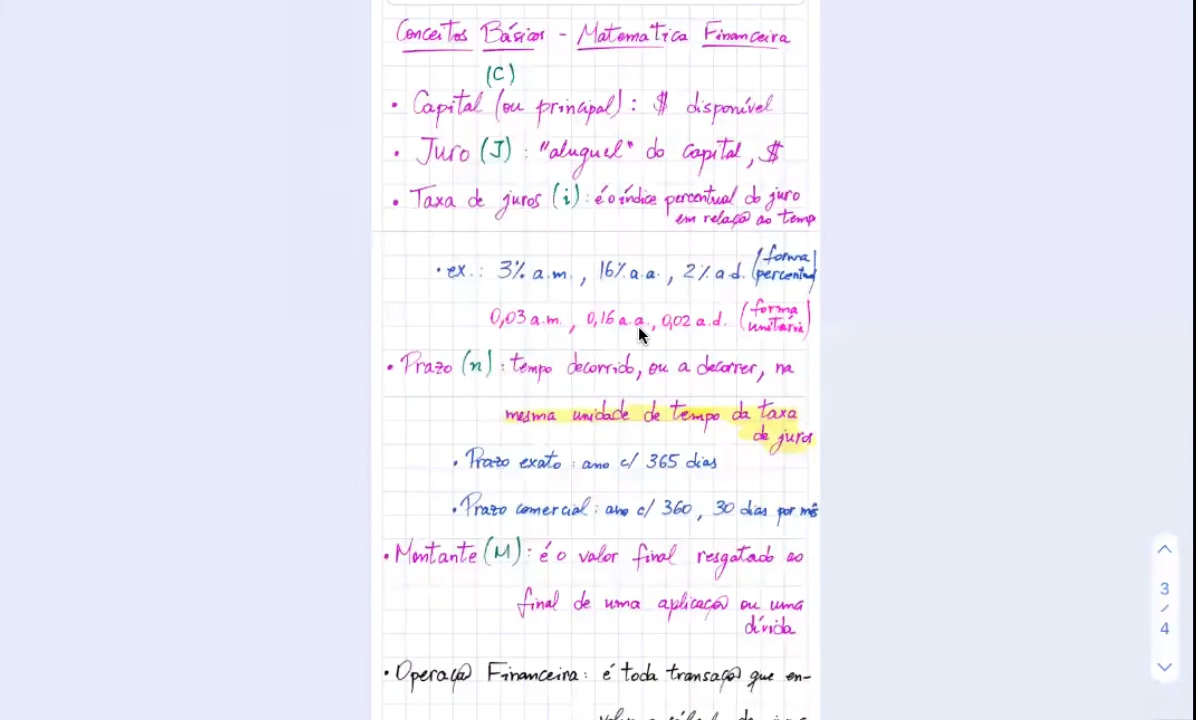 Conceitos Básicos - Matematica Financeira
(C)
• Capital (ou principal) : $ disponível
• Juro (J) : "aluguel" do capital, $
• Taxa de juros (i) : é o índice percentual do juro
em relação ao temp
• ex.: 3% a.m. , 16% a.a. , 2% a.d. (forma
percentual
0,03 a.m. , 0,16 a.a., 0,02 a.d. (forma
unitária)
• Prazo (n) : tempo decorrido, ou a decorrer, na
mesma unidade de tempo da taxa
de juros
• Prazo exato : ano c/ 365 dias
• Prazo comercial : ano c/ 360 , 30 dias por mês
• Montante (M) : é o valor final resgatado ao
final de uma aplicação ou uma
dívida
• Operação Financeira : é toda transação que en-
3
/
4